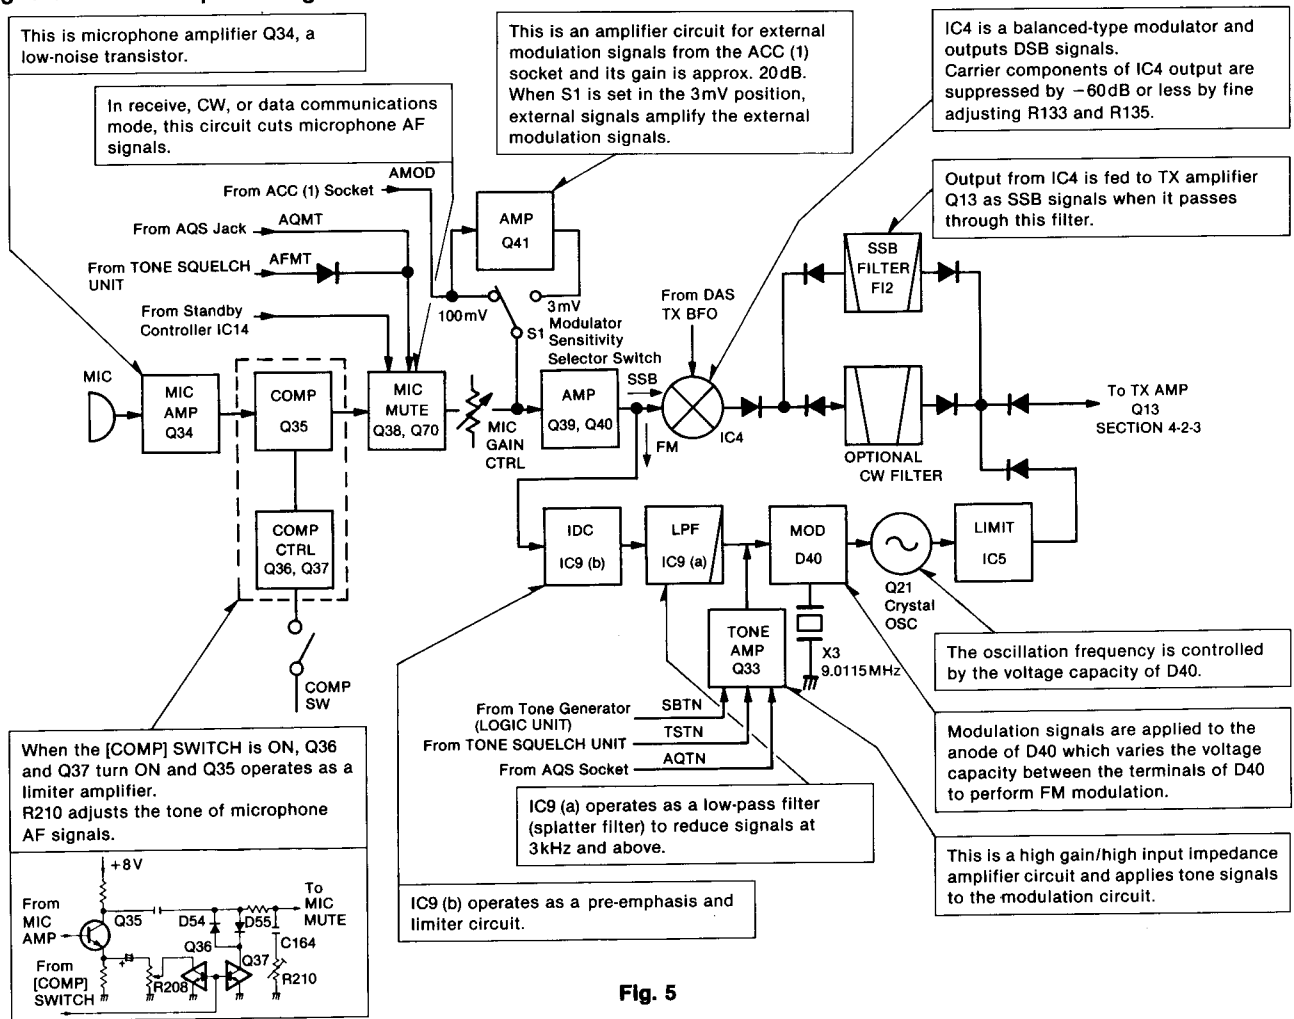 This is microphone amplifier Q34, a
low-noise transistor.
In receive, CW, or data communications
mode, this circuit cuts microphone AF
signals.
This is an amplifier circuit for external
modulation signals from the ACC (1)
socket and its gain is approx. 20dB.
When S1 is set in the 3mV position,
external signals amplify the external
modulation signals.
IC4 is a balanced-type modulator and
outputs DSB signals.
Carrier components of IC4 output are
suppressed by −60dB or less by fine
adjusting R133 and R135.
Output from IC4 is fed to TX amplifier
Q13 as SSB signals when it passes
through this filter.
AMOD
From ACC (1) Socket
AQMT
From AQS Jack
AFMT
From TONE SQUELCH
UNIT
From Standby
Controller IC14
AMP
Q41
100mV
3mV
S1
Modulator
Sensitivity
Selector Switch
From DAS
TX BFO
SSB
FILTER
FI2
MIC
MIC
AMP
Q34
COMP
Q35
MIC
MUTE
Q38, Q70
MIC
GAIN
CTRL
AMP
Q39, Q40
SSB
FM
IC4
OPTIONAL
CW FILTER
To TX AMP
Q13
SECTION 4-2-3
COMP
CTRL
Q36, Q37
COMP
SW
IDC
IC9 (b)
LPF
IC9 (a)
MOD
D40
Q21
Crystal
OSC
LIMIT
IC5
TONE
AMP
Q33
X3
9.0115MHz
From Tone Generator
(LOGIC UNIT)
SBTN
From TONE SQUELCH UNIT
TSTN
From AQS Socket
AQTN
The oscillation frequency is controlled
by the voltage capacity of D40.
Modulation signals are applied to the
anode of D40 which varies the voltage
capacity between the terminals of D40
to perform FM modulation.
This is a high gain/high input impedance
amplifier circuit and applies tone signals
to the modulation circuit.
IC9 (a) operates as a low-pass filter
(splatter filter) to reduce signals at
3kHz and above.
IC9 (b) operates as a pre-emphasis and
limiter circuit.
When the [COMP] SWITCH is ON, Q36
and Q37 turn ON and Q35 operates as a
limiter amplifier.
R210 adjusts the tone of microphone
AF signals.
+8V
From
MIC
AMP
Q35
D54
D55
To
MIC
MUTE
Q36
Q37
C164
R208
R210
From
[COMP]
SWITCH
+
Fig. 5